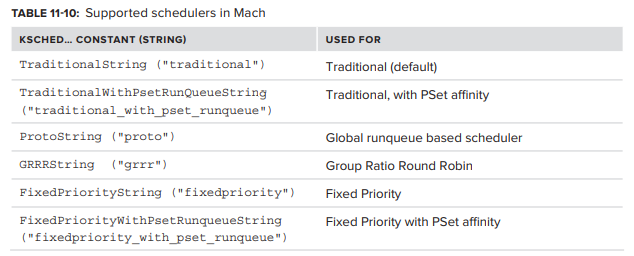 TABLE 11-10: Supported schedulers in Mach
KSCHED... CONSTANT (STRING) USED FOR
TraditionalString ("traditional") Traditional (default)
TraditionalWithPsetRunQueueString Traditional, with PSet affinity
("traditional_with_pset_runqueue")
ProtoString ("proto") Global runqueue based scheduler
GRRRString ("grrr") Group Ratio Round Robin
FixedPriorityString ("fixedpriority") Fixed Priority
FixedPriorityWithPsetRunqueueString Fixed Priority with PSet affinity
("fixedpriority_with_pset_runqueue")